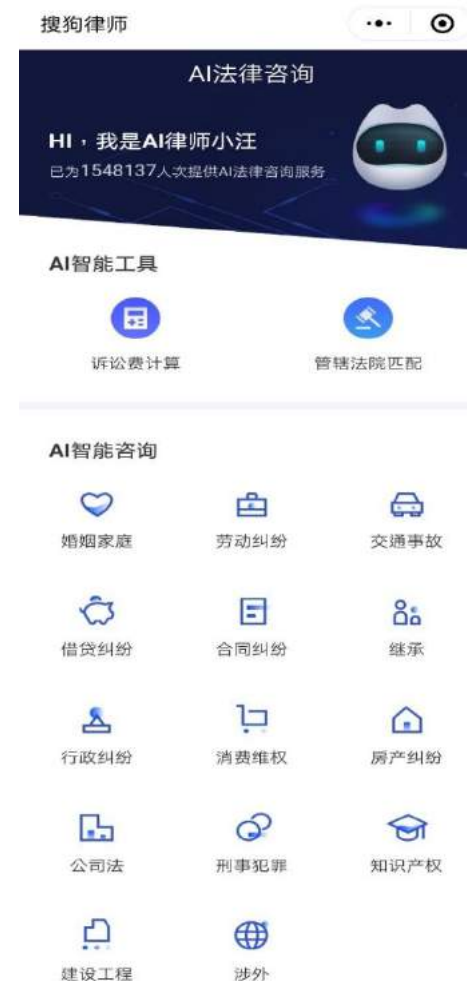 搜狗律师
AI法律咨询
HI，我是AI律师小汪
已为1548137人次提供AI法律咨询服务
AI智能工具
诉讼费计算 管辖法院匹配
AI智能咨询
婚姻家庭 劳动纠纷 交通事故
借贷纠纷 合同纠纷 继承
行政纠纷 消费维权 房产纠纷
公司法 刑事犯罪 知识产权
建设工程 涉外